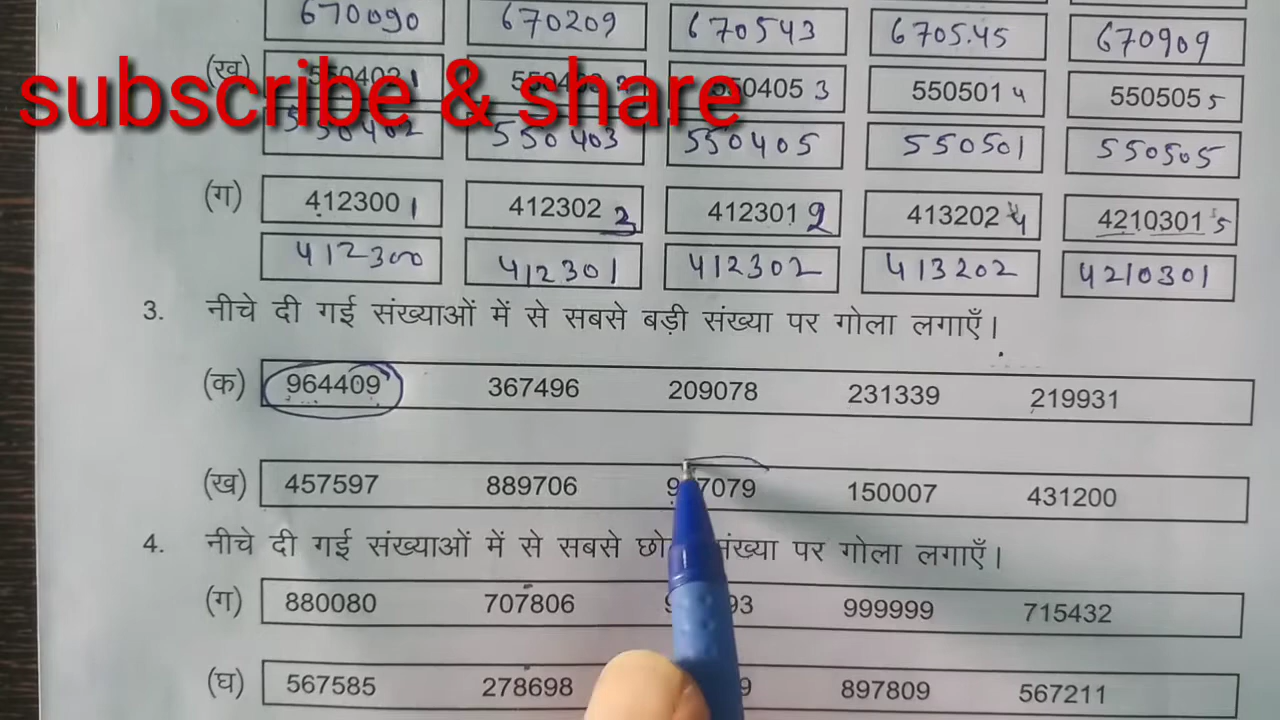 670090 670209 670543 6705.45 670909
subscribe & share
(ख) 550405 3 550501 4 550505 5
550402 550403 550405 550501 550505
(ग) 412300 1 412302 3 412301 2 413202 4 4210301 5
412300 412301 412302 413202 4210301
3. नीचे दी गई संख्याओं में से सबसे बड़ी संख्या पर गोला लगाएँ।
(क) 964409 367496 209078 231339 219931
(ख) 457597 889706 150007 431200
4. नीचे दी गई संख्याओं में से सबसे संख्या पर गोला लगाएँ।
(ग) 880080 707806 999999 715432
(घ) 567585 278698 897809 567211